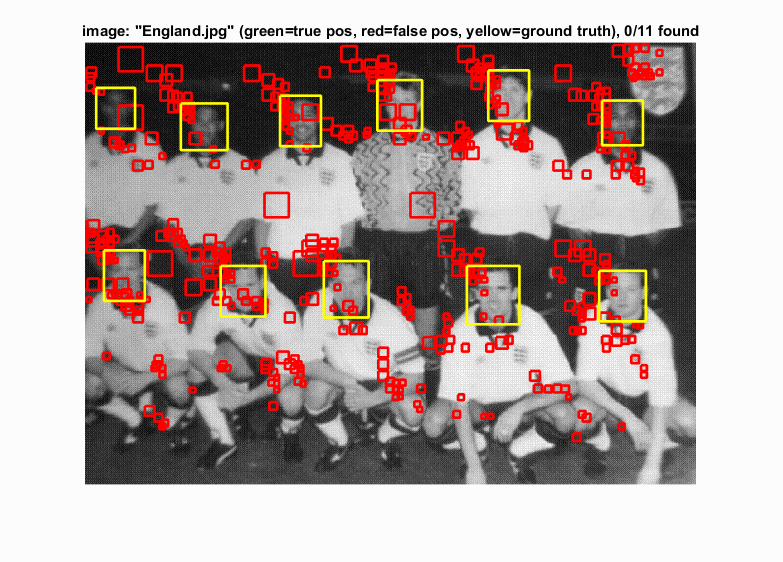 image: "England.jpg" (green=true pos, red=false pos, yellow=ground truth), 0/11 found